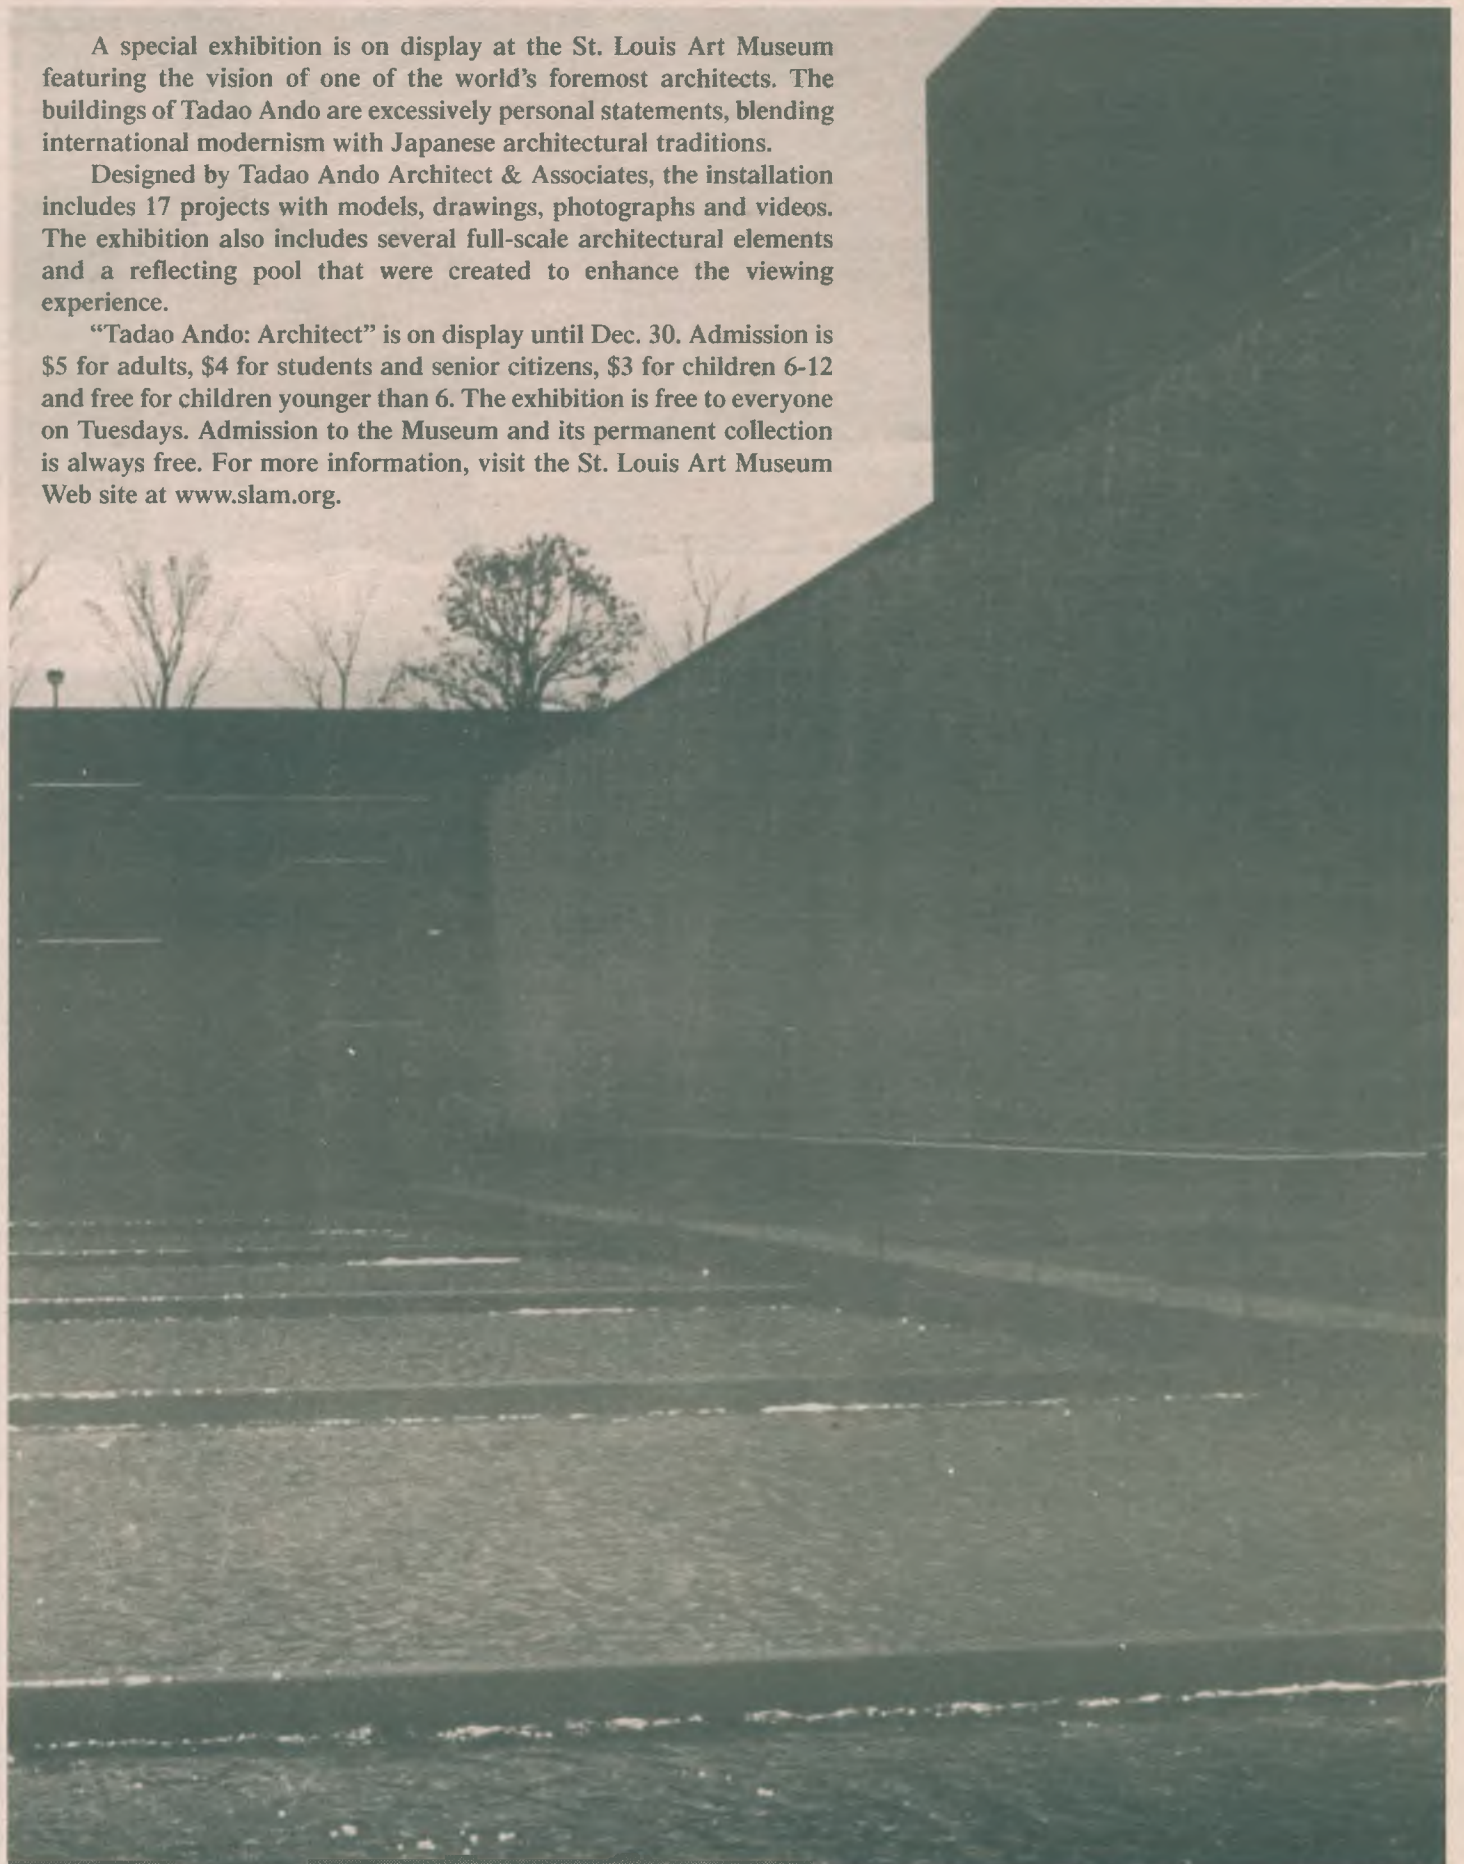 A special exhibition is on display at the St. Louis Art Museum
featuring the vision of one of the world's foremost architects. The
buildings of Tadao Ando are excessively personal statements, blending
international modernism with Japanese architectural traditions.
Designed by Tadao Ando Architect & Associates, the installation
includes 17 projects with models, drawings, photographs and videos.
The exhibition also includes several full-scale architectural elements
and a reflecting pool that were created to enhance the viewing
experience.
“Tadao Ando: Architect” is on display until Dec. 30. Admission is
$5 for adults, $4 for students and senior citizens, $3 for children 6-12
and free for children younger than 6. The exhibition is free to everyone
on Tuesdays. Admission to the Museum and its permanent collection
is always free. For more information, visit the St. Louis Art Museum
Web site at www.slam.org.